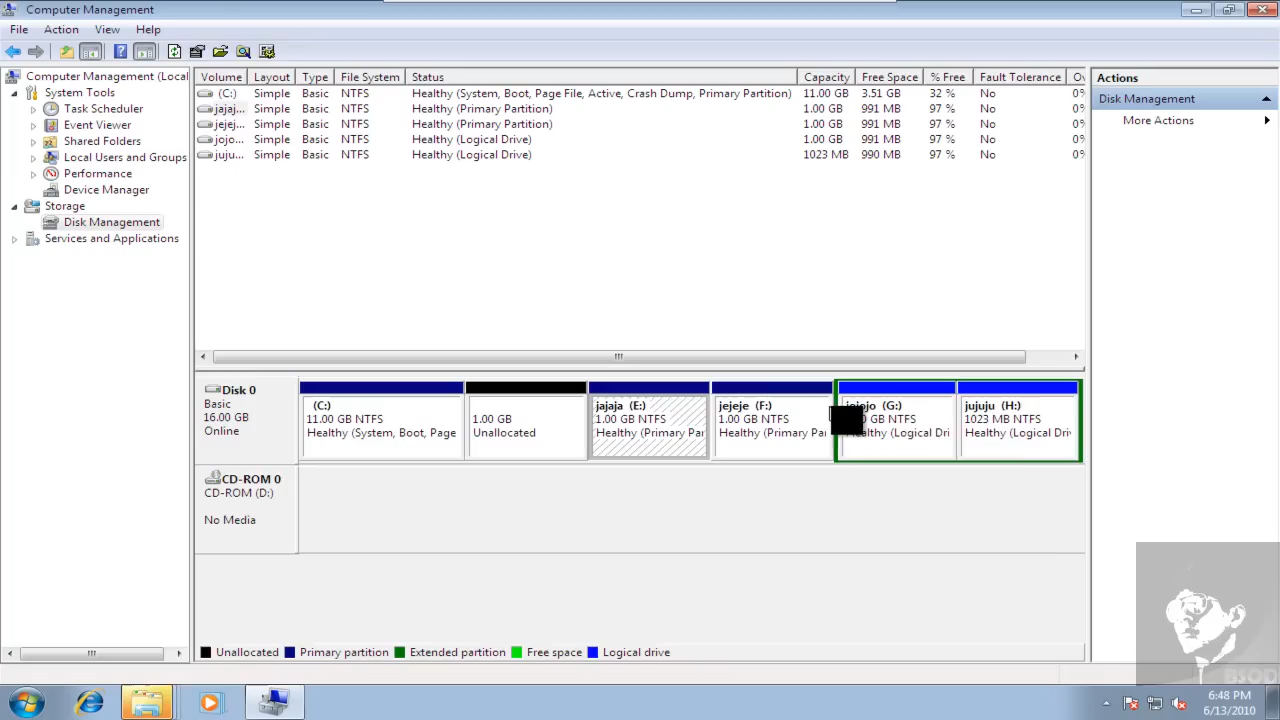 Computer Management
File Action View Help
Computer Management (Local
System Tools
Task Scheduler
Event Viewer
Shared Folders
Local Users and Groups
Performance
Device Manager
Storage
Disk Management
Services and Applications
Volume Layout Type File System Status Capacity Free Space % Free Fault Tolerance Ov
(C:) Simple Basic NTFS Healthy (System, Boot, Page File, Active, Crash Dump, Primary Partition) 11.00 GB 3.51 GB 32 % No 0%
jajaj... Simple Basic NTFS Healthy (Primary Partition) 1.00 GB 991 MB 97 % No 0%
jejej... Simple Basic NTFS Healthy (Primary Partition) 1.00 GB 991 MB 97 % No 0%
jojo... Simple Basic NTFS Healthy (Logical Drive) 1.00 GB 991 MB 97 % No 0%
juju... Simple Basic NTFS Healthy (Logical Drive) 1023 MB 990 MB 97 % No 0%
Actions
Disk Management
More Actions
Disk 0
Basic
16.00 GB
Online
(C:)
11.00 GB NTFS
Healthy (System, Boot, Page
1.00 GB
Unallocated
jajaja (E:)
1.00 GB NTFS
Healthy (Primary Par
jejeje (F:)
1.00 GB NTFS
Healthy (Primary Pa
(G:)
GB NTFS
(Logical Dri
jujuju (H:)
1023 MB NTFS
Healthy (Logical Driv
CD-ROM 0
CD-ROM (D:)
No Media
Unallocated Primary partition Extended partition Free space Logical drive
BSOD
6:48 PM
6/13/2010